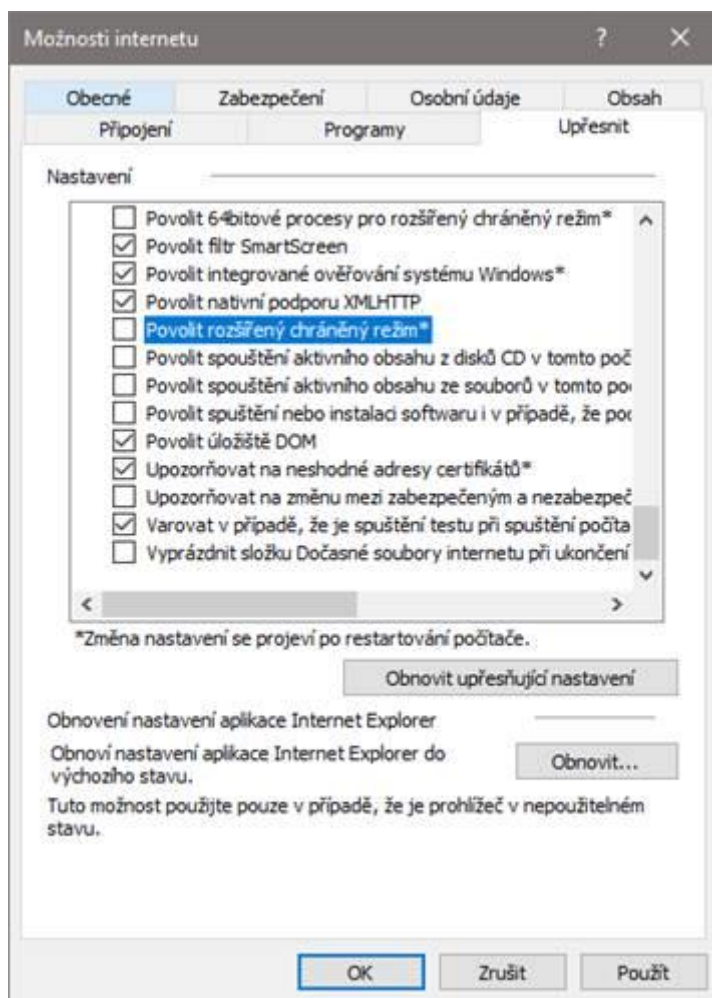 Možnosti internetu
Obecné Zabezpečení Osobní údaje Obsah
Připojení Programy Upřesnit
Nastavení
Povolit 64bitové procesy pro rozšířený chráněný režim*
Povolit filtr SmartScreen
Povolit integrované ověřování systému Windows*
Povolit nativní podporu XMLHTTP
Povolit rozšířený chráněný režim*
Povolit spouštění aktivního obsahu z disků CD v tomto poč
Povolit spouštění aktivního obsahu ze souborů v tomto po
Povolit spuštění nebo instalaci softwaru i v případě, že pod
Povolit úložiště DOM
Upozorňovat na neshodné adresy certifikátů*
Upozorňovat na změnu mezi zabezpečeným a nezabezpeč
Varovat v případě, že je spuštění testu při spuštění počíta
Vyprázdnit složku Dočasné soubory internetu při ukončení
*Změna nastavení se projeví po restartování počítače.
Obnovit upřesňující nastavení
Obnovení nastavení aplikace Internet Explorer
Obnoví nastavení aplikace Internet Explorer do
výchozího stavu.
Obnovit...
Tuto možnost použijte pouze v případě, že je prohlížeč v nepoužitelném
stavu.
OK Zrušit Použít